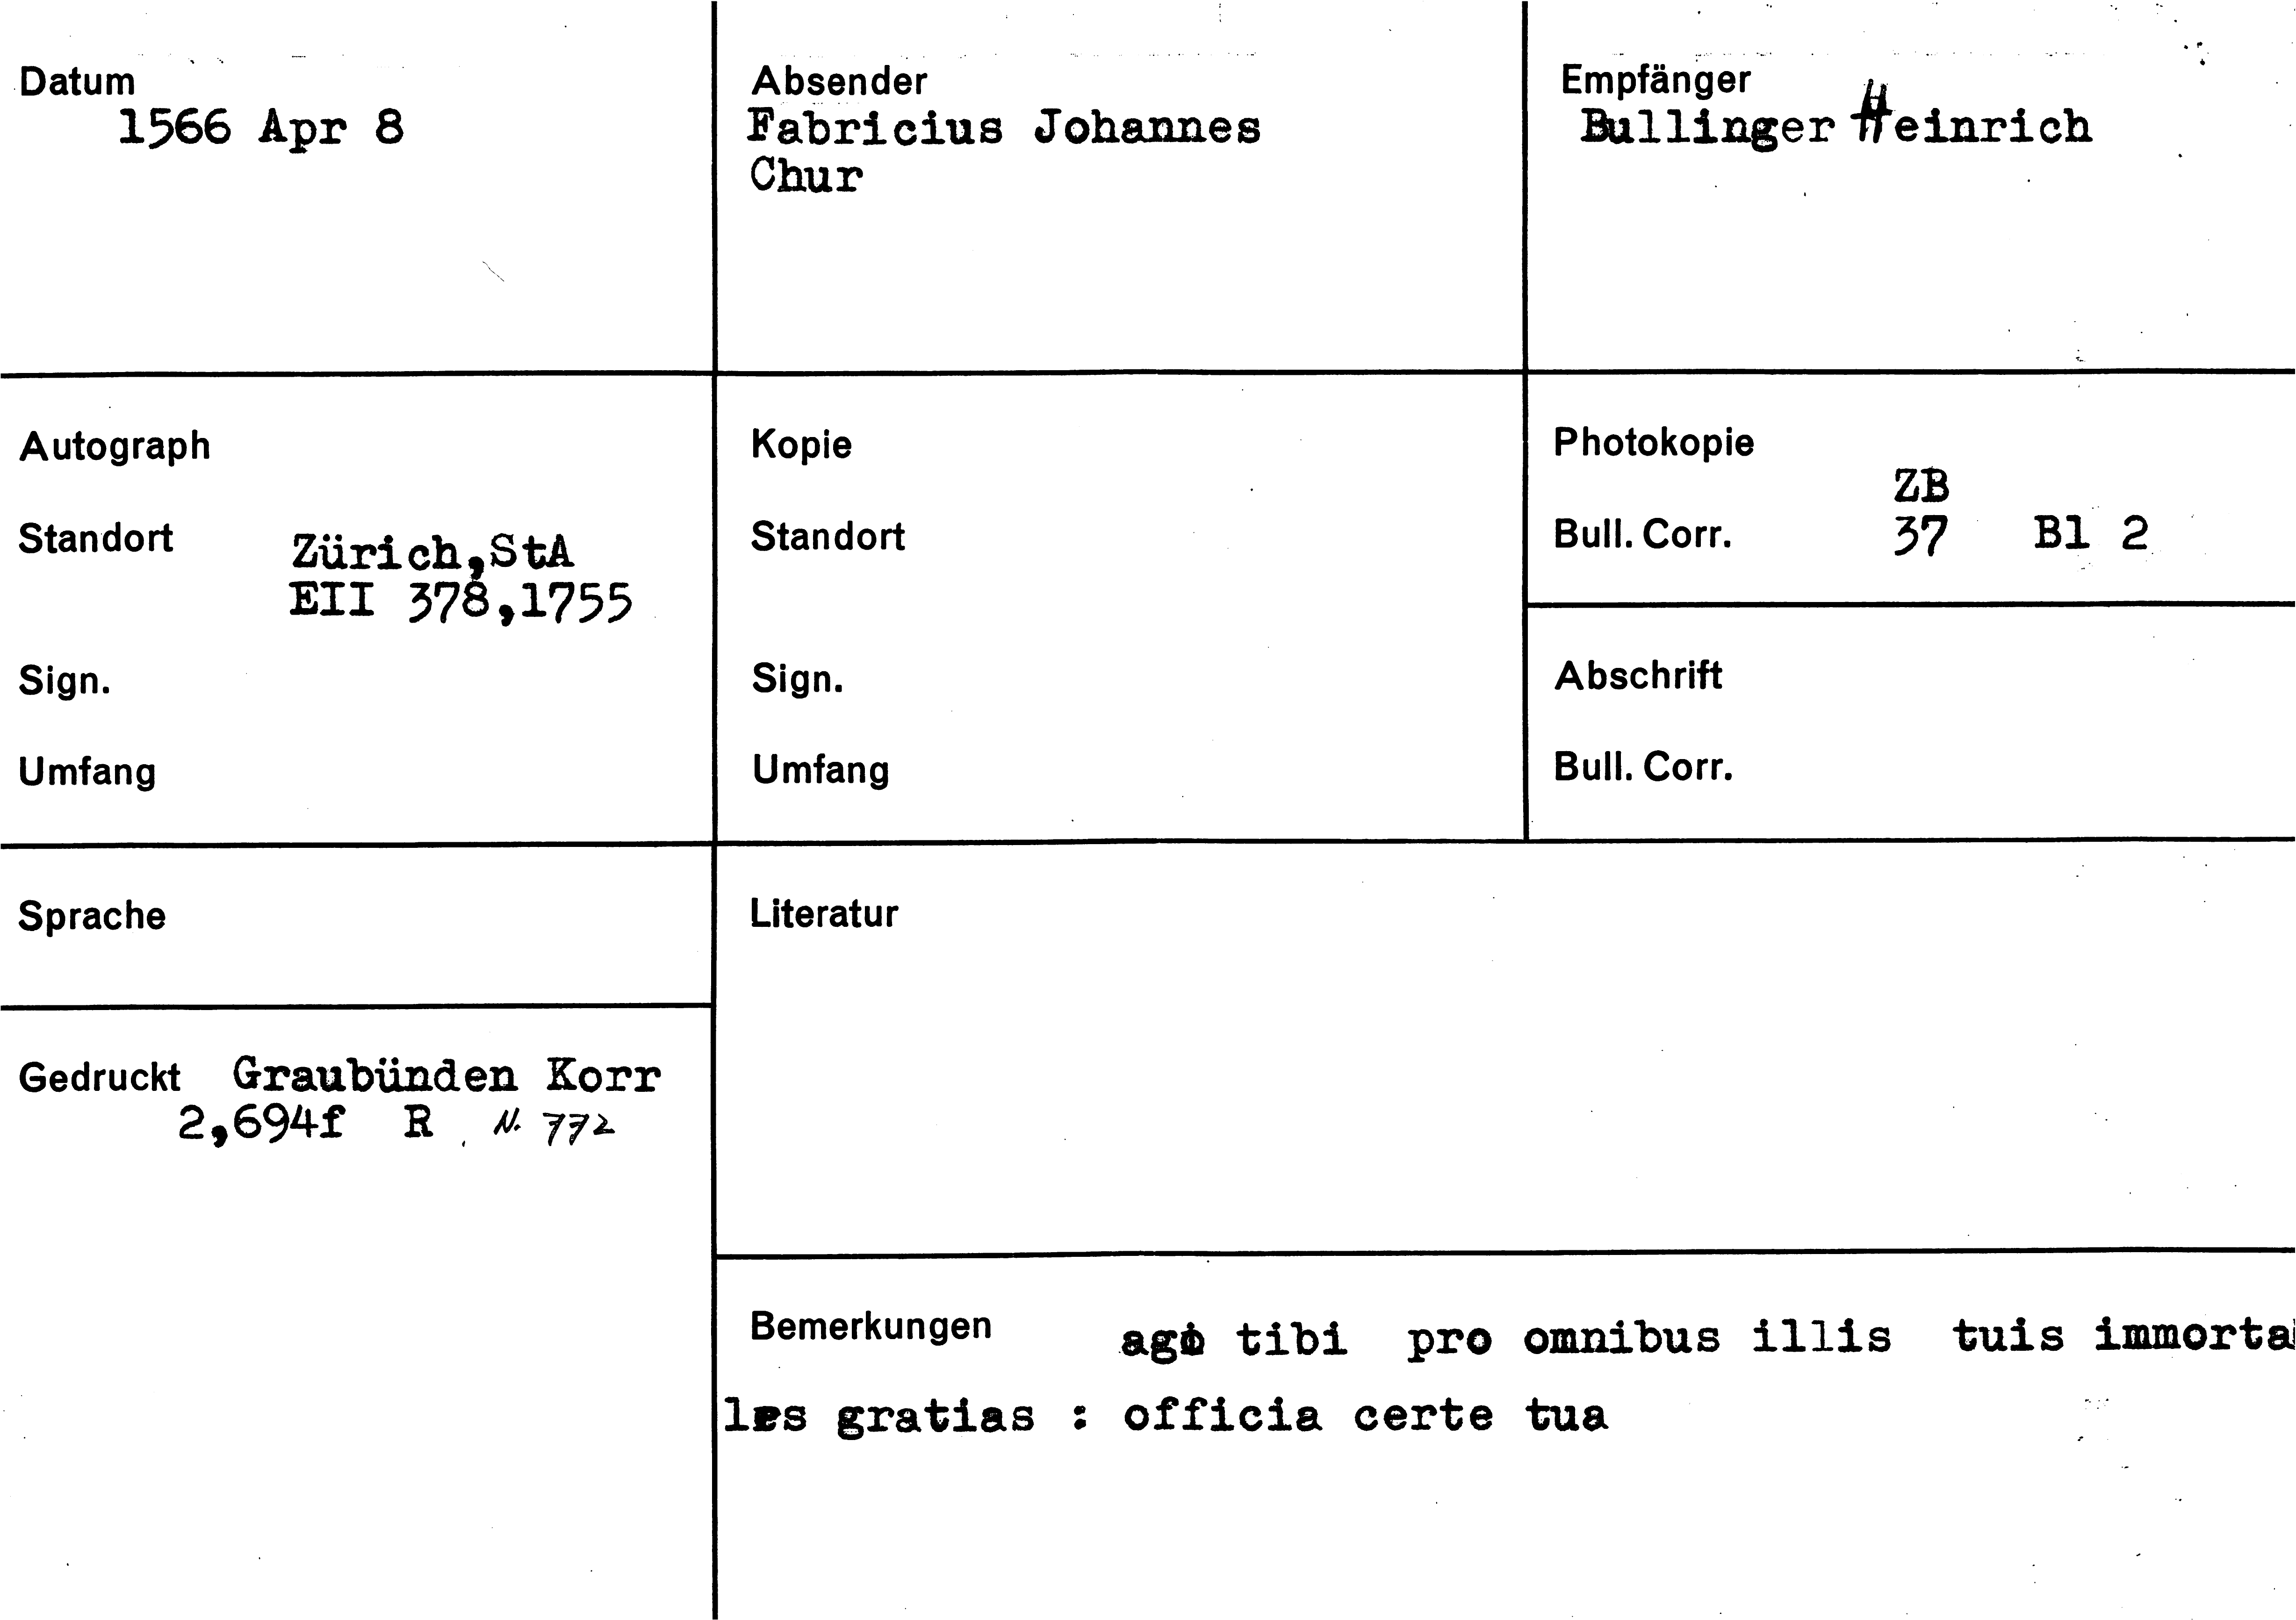 Datum
1566 Apr 8
Absender
Fabricius Johannes
Chur
Empfänger
Bullinger Heinrich
Autograph
Standort
Zürich,StA
EII 378,1755
Sign.
Umfang
Kopie
Standort
Sign.
Umfang
Photokopie
ZB
Bull. Corr. 37 Bl 2
Abschrift
Bull. Corr.
Sprache
Gedruckt Graubünden Korr
2,694f R N. 772
Literatur
Bemerkungen ago tibi pro omnibus illis tuis immorta
les gratias : officia certe tua